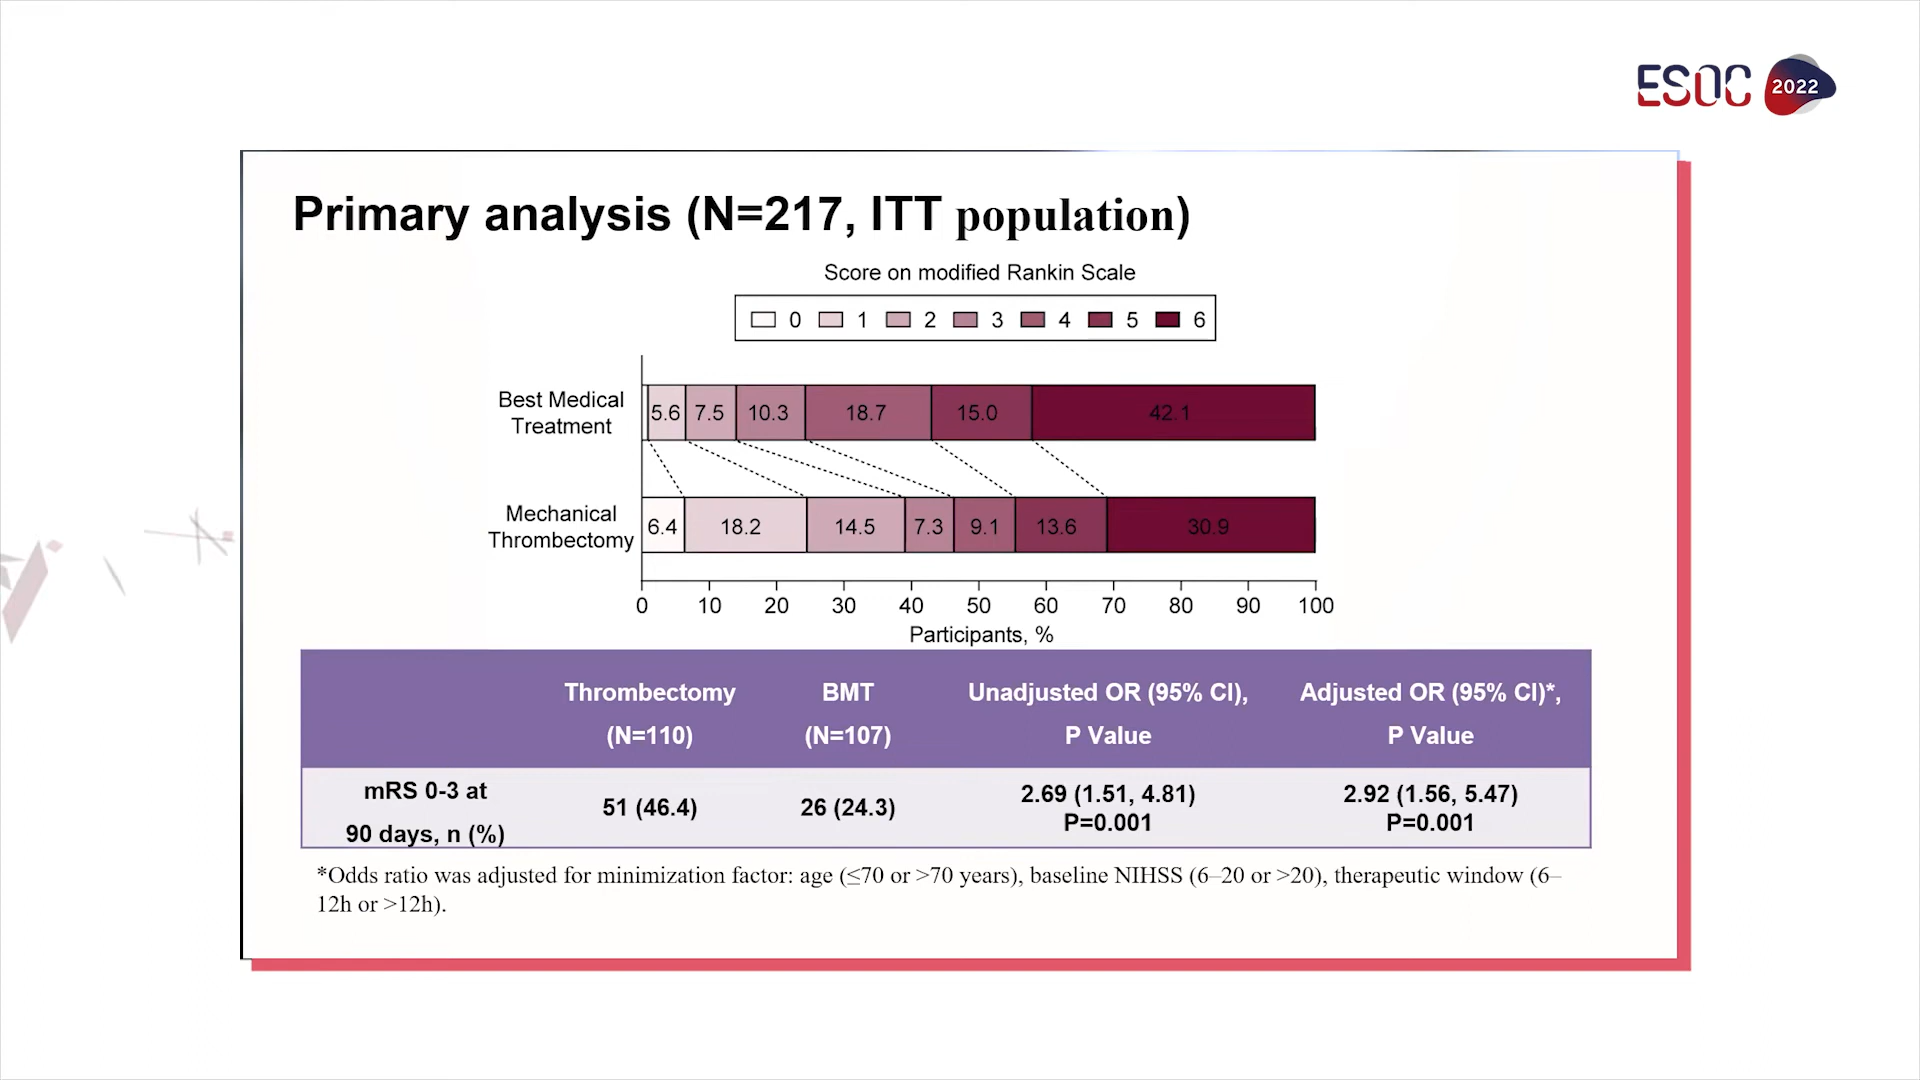 ESOC 2022
Primary analysis (N=217, ITT population)
Score on modified Rankin Scale
0 1 2 3 4 5 6
Best Medical
Treatment
5.6 7.5 10.3 18.7 15.0 42.1
Mechanical
Thrombectomy
6.4 18.2 14.5 7.3 9.1 13.6 30.9
0 10 20 30 40 50 60 70 80 90 100
Participants, %
Thrombectomy BMT Unadjusted OR (95% CI), Adjusted OR (95% CI)*,
(N=110) (N=107) P Value P Value
mRS 0-3 at
90 days, n (%)
51 (46.4)
26 (24.3)
2.69 (1.51, 4.81)
P=0.001
2.92 (1.56, 5.47)
P=0.001
*Odds ratio was adjusted for minimization factor: age (≤70 or >70 years), baseline NIHSS (6–20 or >20), therapeutic window (6–
12h or >12h).